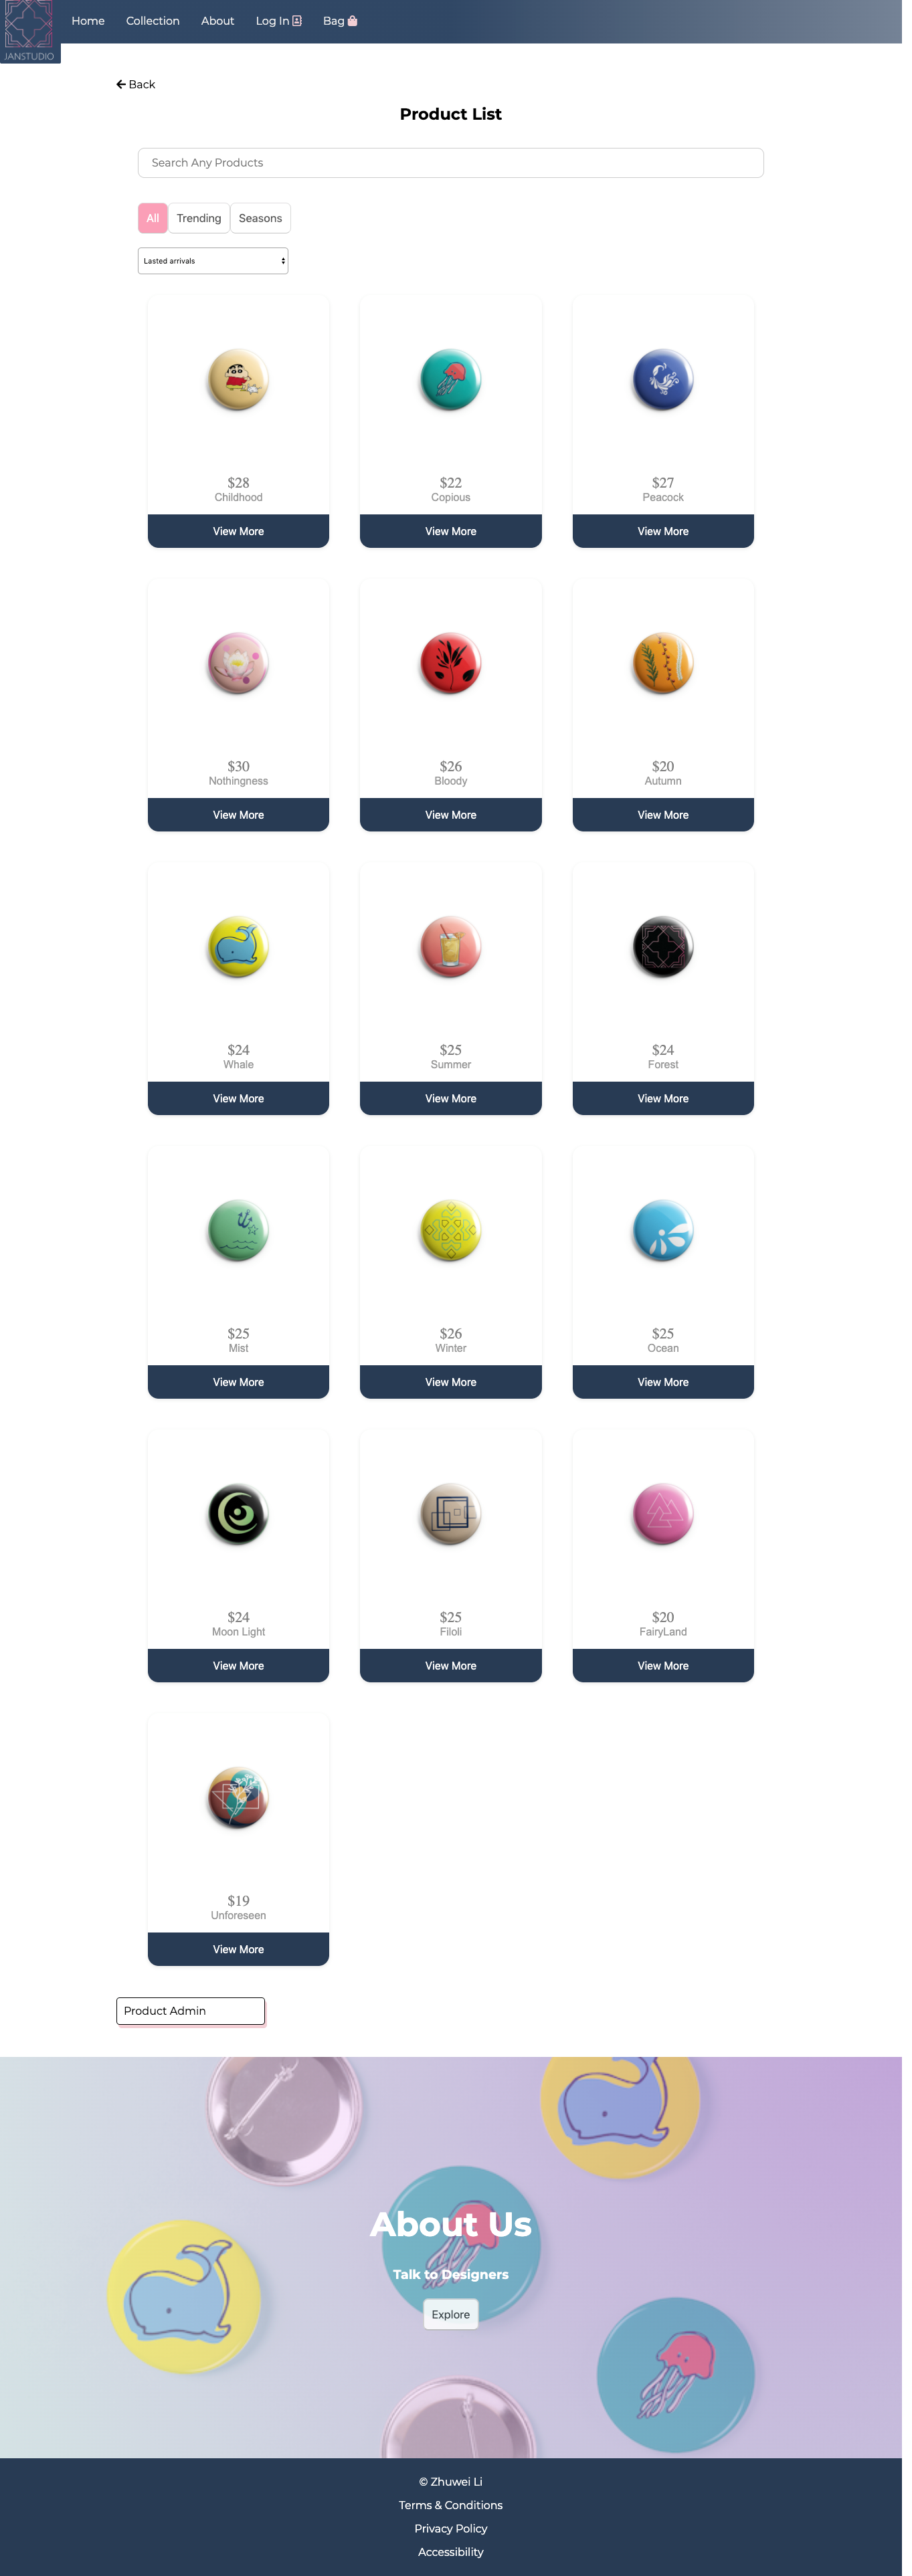 JANSTUDIO
Home Collection About Log In Bag
Back
Product List
Search Any Products
All Trending Seasons
Lasted arrivals
$28 $22 $27
Childhood Copious Peacock
View More View More View More
$30 $26 $20
Nothingness Bloody Autumn
View More View More View More
$24 $25 $24
Whale Summer Forest
View More View More View More
$25 $26 $25
Mist Winter Ocean
View More View More View More
$24 $25 $20
Moon Light Filoli FairyLand
View More View More View More
$19
Unforeseen
View More
Product Admin
About Us
Talk to Designers
Explore
© Zhuwei Li
Terms & Conditions
Privacy Policy
Accessibility